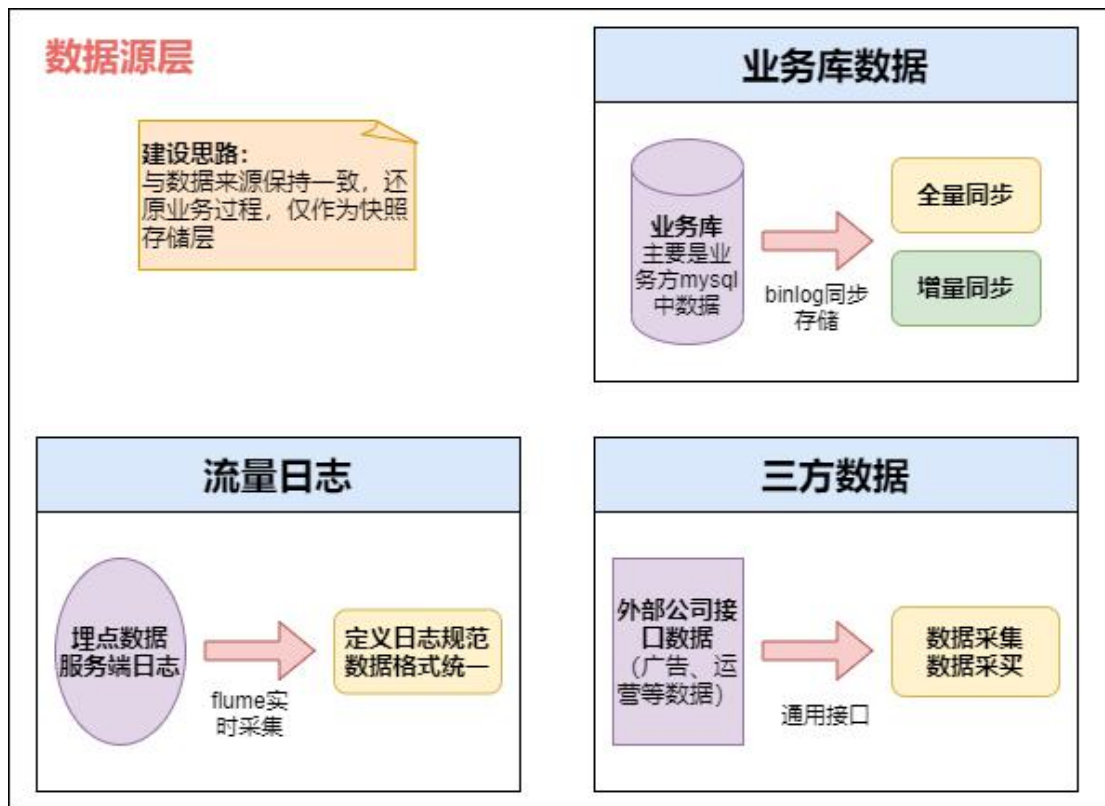 数据源层
建设思路：
与数据来源保持一致，还
原业务过程，仅作为快照
存储层
业务库数据
业务库
主要是业
务方mysql
中数据
binlog同步
存储
全量同步
增量同步
流量日志
埋点数据
服务端日志
flume实
时采集
定义日志规范
数据格式统一
三方数据
外部公司接
口数据
（广告、运
营等数据）
通用接口
数据采集
数据采买